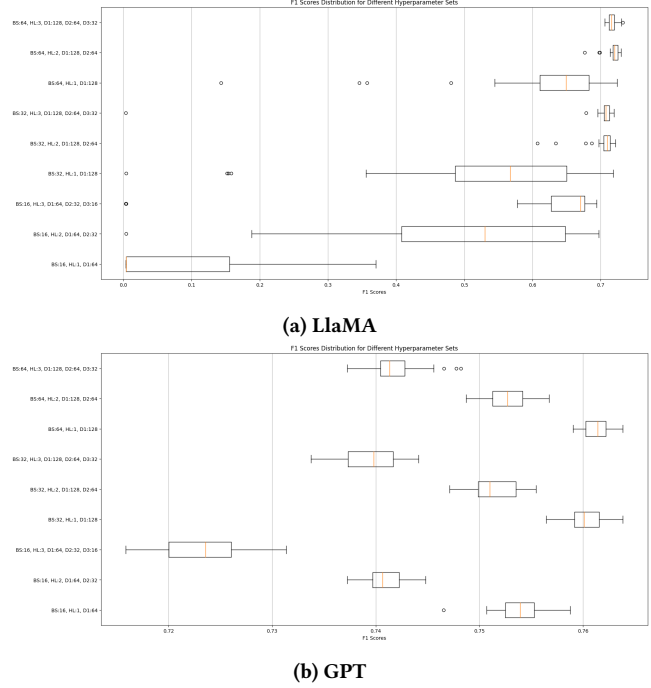 F1 Scores Distribution for Different Hyperparameter Sets
BS:64, HL:3, D1:128, D2:64, D3:32
BS:64, HL:2, D1:128, D2:64
BS:64, HL:1, D1:128
BS:32, HL:3, D1:128, D2:64, D3:32
BS:32, HL:2, D1:128, D2:64
BS:32, HL:1, D1:128
BS:16, HL:3, D1:64, D2:32, D3:16
BS:16, HL:2, D1:64, D2:32
BS:16, HL:1, D1:64
0.0 0.1 0.2 0.3 0.4 0.5 0.6 0.7
F1 Scores
(a) LlaMA
F1 Scores Distribution for Different Hyperparameter Sets
BS:64, HL:3, D1:128, D2:64, D3:32
BS:64, HL:2, D1:128, D2:64
BS:64, HL:1, D1:128
BS:32, HL:3, D1:128, D2:64, D3:32
BS:32, HL:2, D1:128, D2:64
BS:32, HL:1, D1:128
BS:16, HL:3, D1:64, D2:32, D3:16
BS:16, HL:2, D1:64, D2:32
BS:16, HL:1, D1:64
0.72 0.73 0.74 0.75 0.76
F1 Scores
(b) GPT